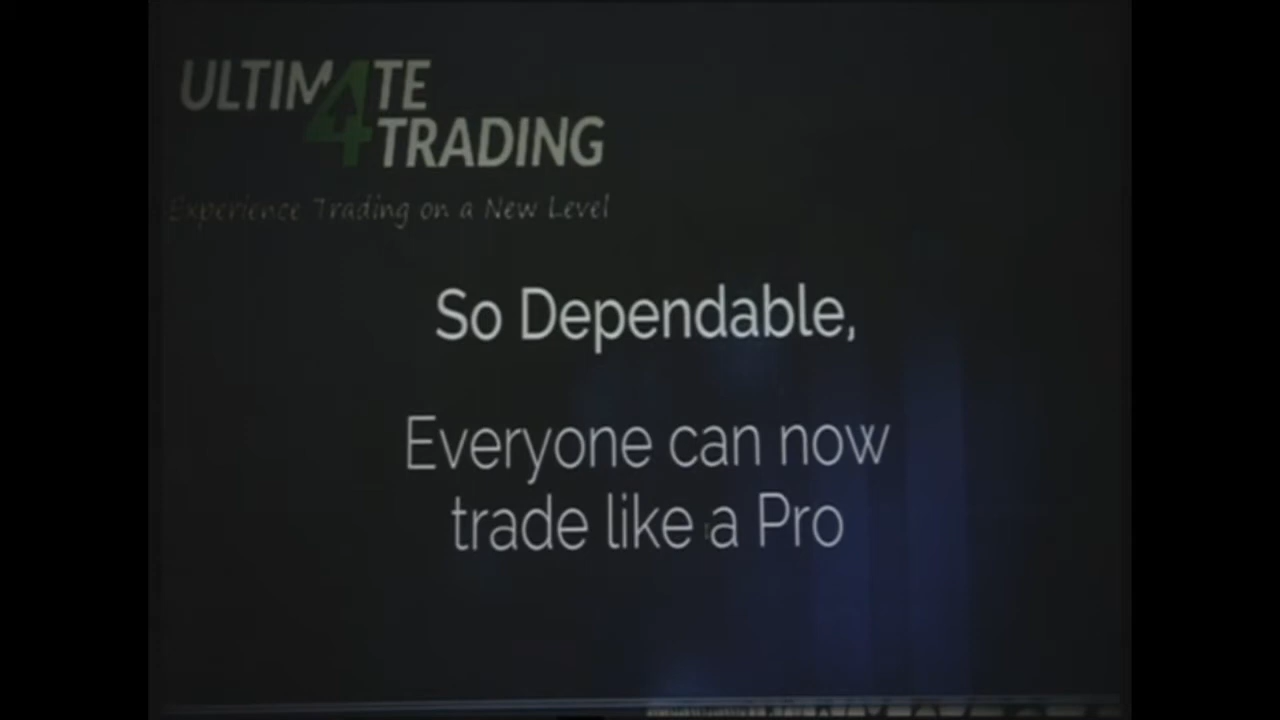 ULTIM4TE
TRADING
Experience Trading on a New Level
So Dependable,
Everyone can now
trade like a Pro